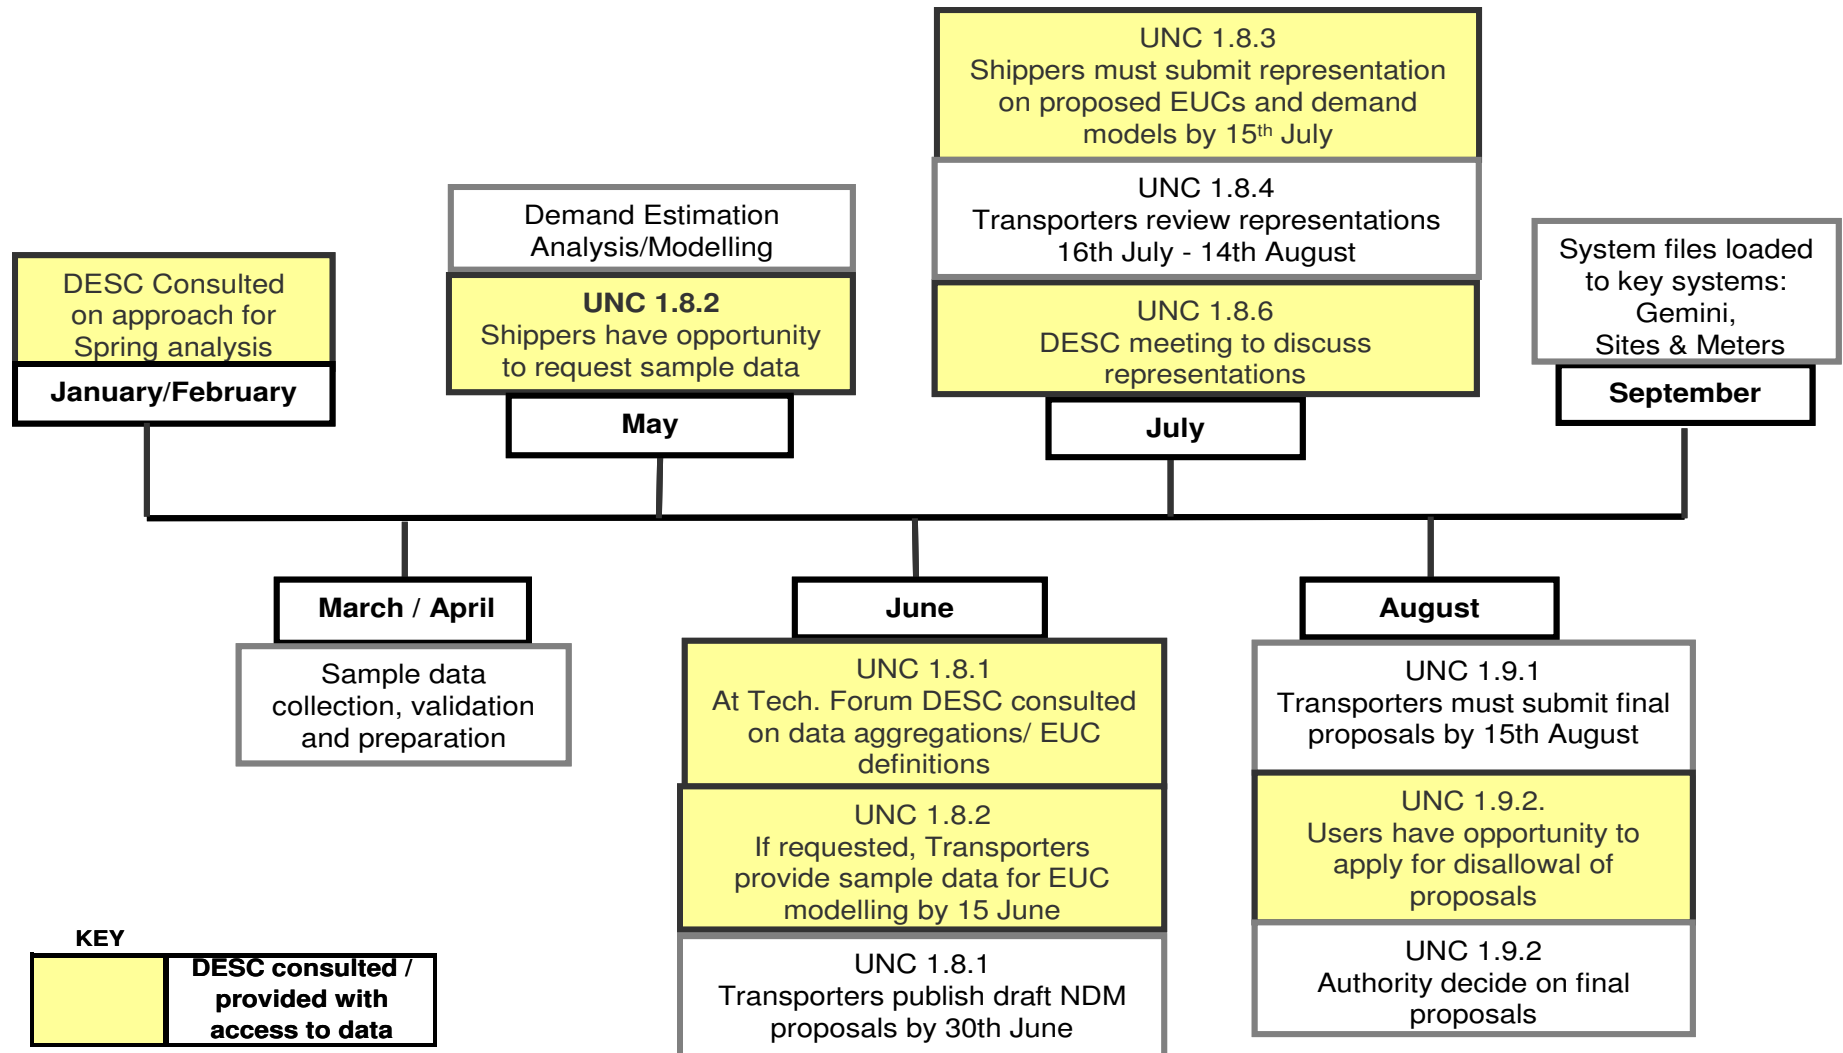 DESC Consulted
on approach for
Spring analysis
January/February
Demand Estimation
Analysis/Modelling
UNC 1.8.2
Shippers have opportunity
to request sample data
May
UNC 1.8.3
Shippers must submit representation
on proposed EUCs and demand
models by 15th July
UNC 1.8.4
Transporters review representations
16th July - 14th August
UNC 1.8.6
DESC meeting to discuss
representations
July
System files loaded
to key systems:
Gemini,
Sites & Meters
September
March / April
Sample data
collection, validation
and preparation
June
UNC 1.8.1
At Tech. Forum DESC consulted
on data aggregations/ EUC
definitions
UNC 1.8.2
If requested, Transporters
provide sample data for EUC
modelling by 15 June
UNC 1.8.1
Transporters publish draft NDM
proposals by 30th June
August
UNC 1.9.1
Transporters must submit final
proposals by 15th August
UNC 1.9.2.
Users have opportunity to
apply for disallowal of
proposals
UNC 1.9.2
Authority decide on final
proposals
KEY
DESC consulted /
provided with
access to data